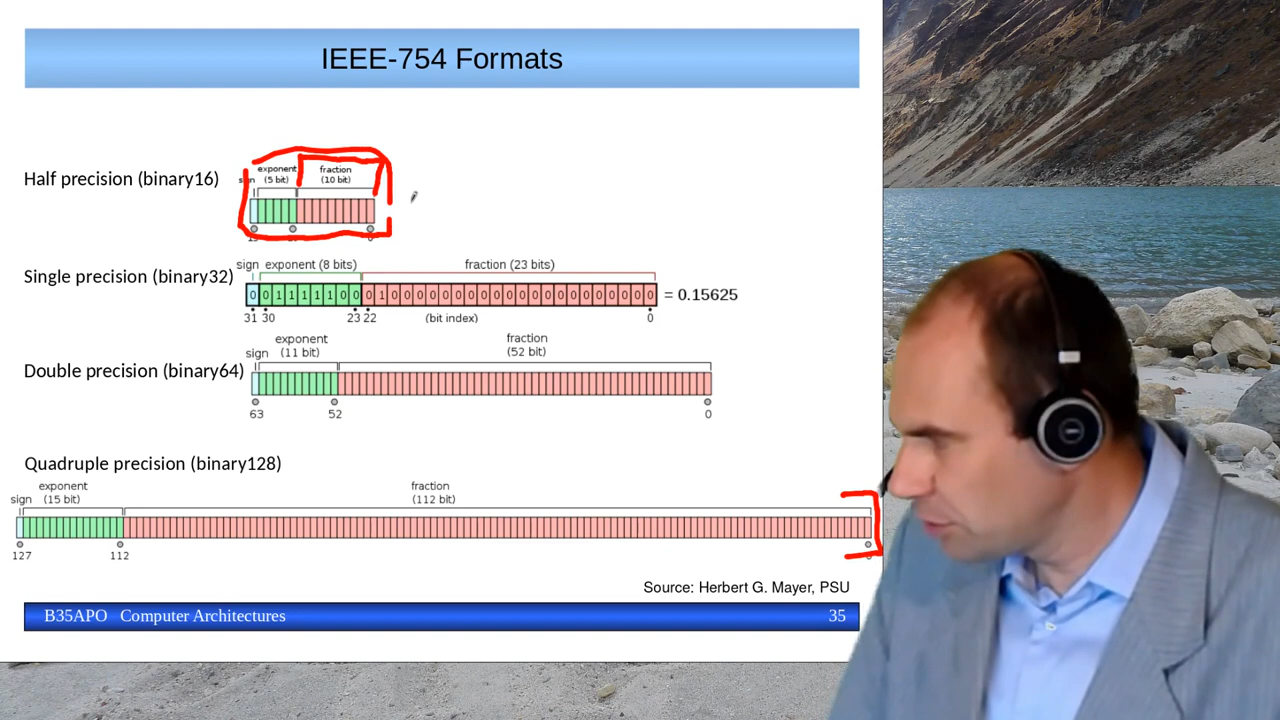 IEEE-754 Formats
Half precision (binary16)
exponent
(5 bit)
fraction
(10 bit)
Single precision (binary32)
sign exponent (8 bits) fraction (23 bits)
0 0 1 1 1 1 1 0 0 0 1 0 0 0 0 0 0 0 0 0 0 0 0 0 0 0 0 0 0 0 0 0 = 0.15625
31 30 23 22 (bit index) 0
Double precision (binary64)
sign
exponent
(11 bit)
fraction
(52 bit)
63 52 0
Quadruple precision (binary128)
sign
exponent
(15 bit)
fraction
(112 bit)
127 112
Source: Herbert G. Mayer, PSU
B35APO Computer Architectures 35